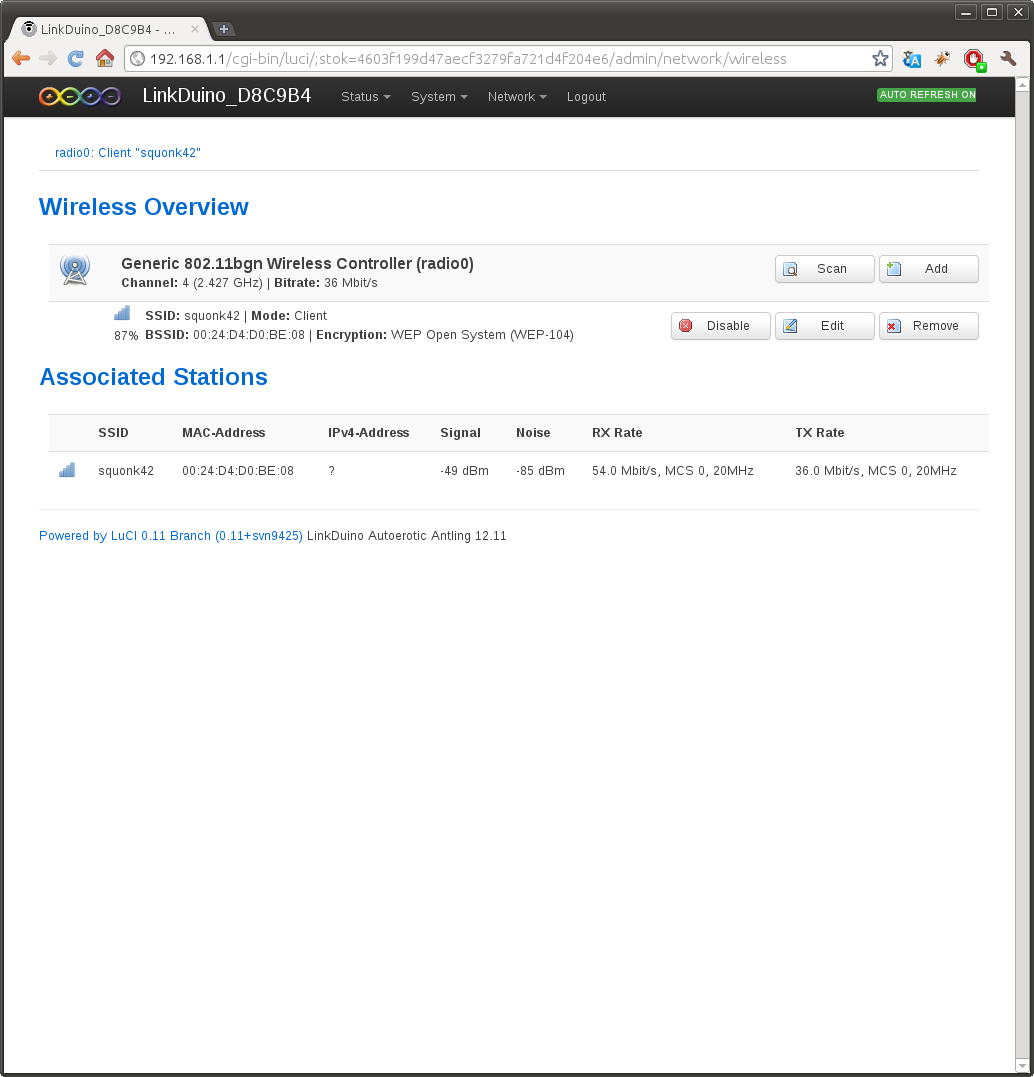 LinkDuino_D8C9B4 - ...
192.168.1.1/cgi-bin/luci/;stok=4603f199d47aecf3279fa721d4f204e6/admin/network/wireless
LinkDuino_D8C9B4 Status System Network Logout AUTO REFRESH ON
radio0: Client "squonk42"
Wireless Overview
Generic 802.11bgn Wireless Controller (radio0)
Channel: 4 (2.427 GHz) | Bitrate: 36 Mbit/s
Scan Add
SSID: squonk42 | Mode: Client
87% BSSID: 00:24:D4:D0:BE:08 | Encryption: WEP Open System (WEP-104)
Disable Edit Remove
Associated Stations
SSID MAC-Address IPv4-Address Signal Noise RX Rate TX Rate
squonk42 00:24:D4:D0:BE:08 ? -49 dBm -85 dBm 54.0 Mbit/s, MCS 0, 20MHz 36.0 Mbit/s, MCS 0, 20MHz
Powered by LuCI 0.11 Branch (0.11+svn9425) LinkDuino Autoerotic Antling 12.11